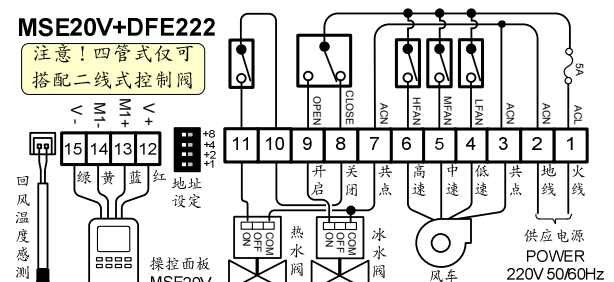 MSE20V+DFE222
注意！四管式仅可
搭配二线式控制阀
5A
OPEN
CLOSE
ACN
HFAN
MFAN
LFAN
ACN
ACN
ACL
V-
M1-
M1+
V+
+8
+4
+2
+1
15 14 13 12
11 10 9 8 7 6 5 4 3 2 1
绿 黄 蓝 红
地址
设定
开启
关闭
共点
高速
中速
低速
共点
地线
火线
回风温度感测
COM
OFF
ON
热水阀
COM
OFF
ON
冰水阀
风车
供应电源
POWER
220V 50/60Hz
操控面板
MSE20V